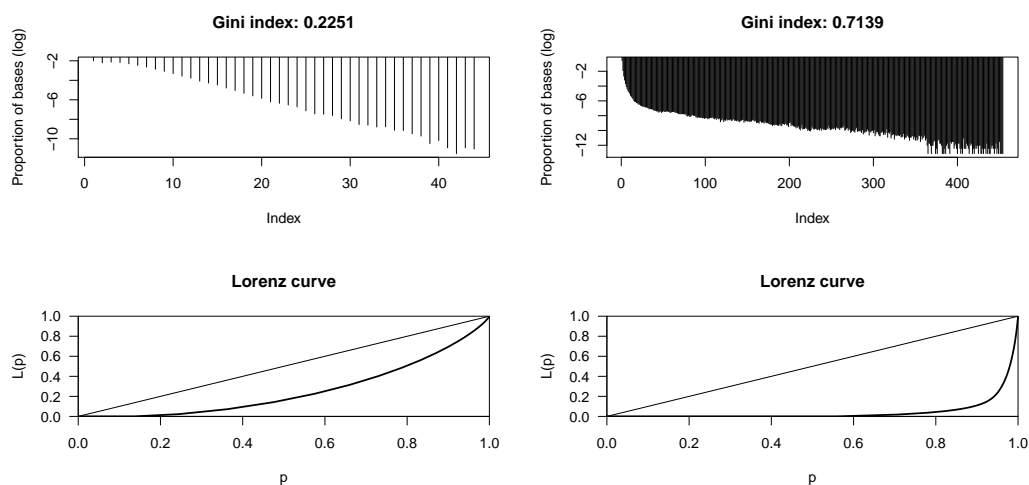 Gini index: 0.2251
Proportion of bases (log)
−2
−6
−10
0 10 20 30 40
Index
Gini index: 0.7139
Proportion of bases (log)
−2
−6
−12
0 100 200 300 400
Index
Lorenz curve
L(p)
1.0
0.8
0.6
0.4
0.2
0.0
0.0 0.2 0.4 0.6 0.8 1.0
p
Lorenz curve
L(p)
1.0
0.8
0.6
0.4
0.2
0.0
0.0 0.2 0.4 0.6 0.8 1.0
p